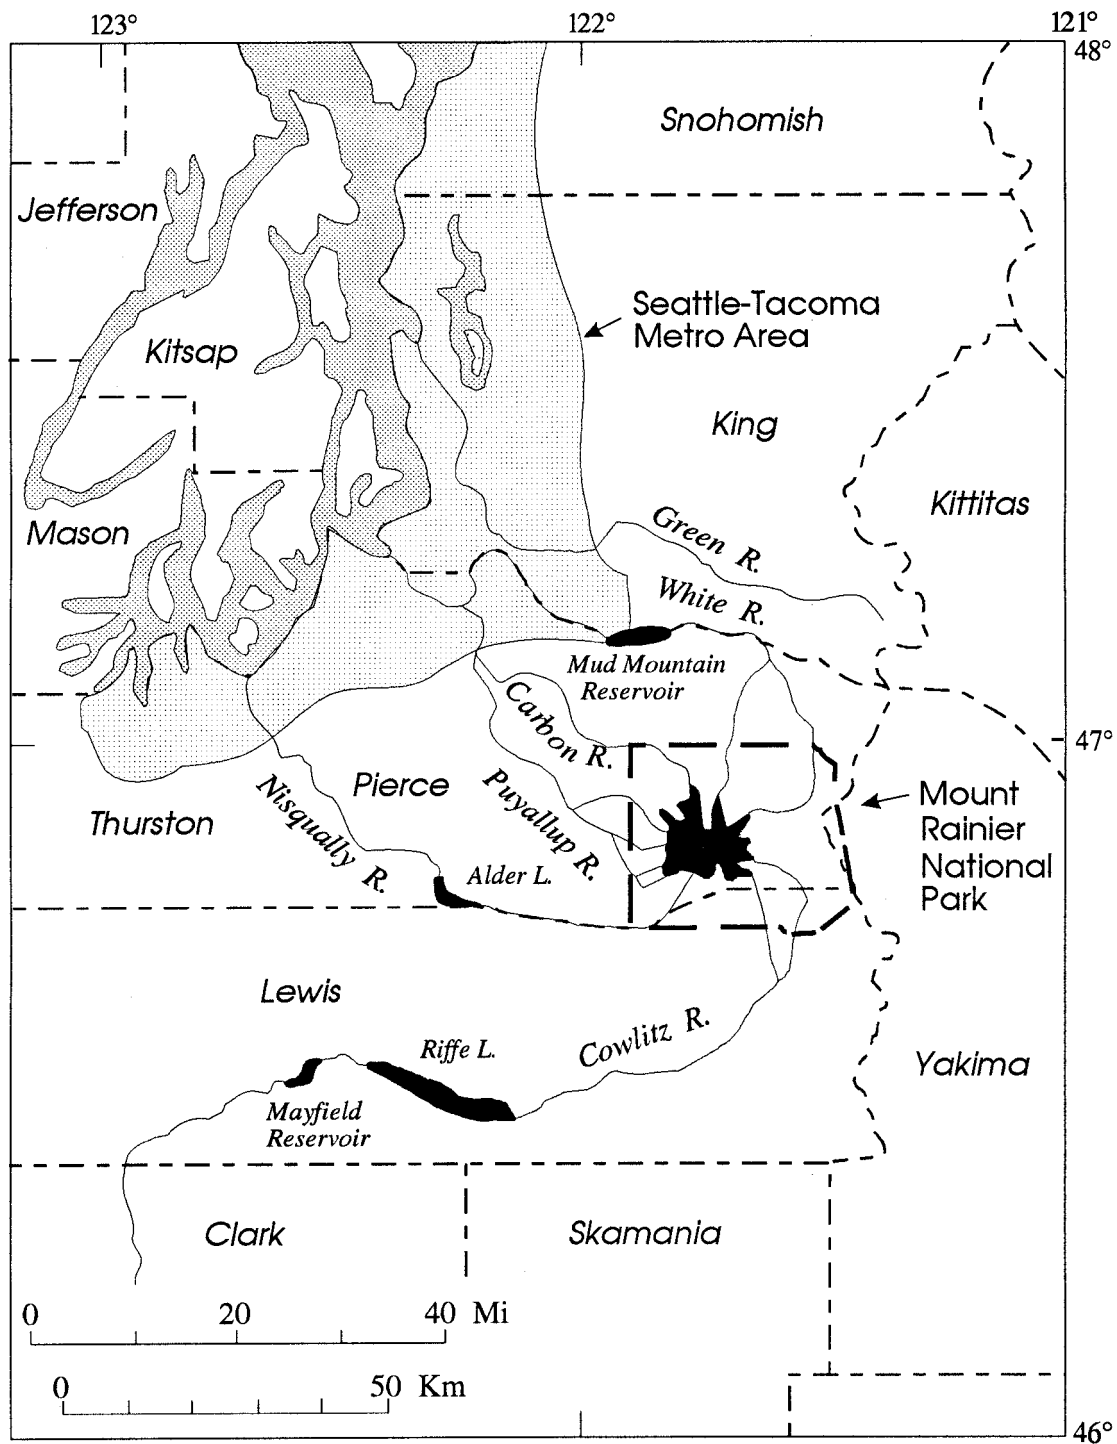 123°
122°
121°
48°
Snohomish
Jefferson
Seattle-Tacoma
Metro Area
Kitsap
King
Kittitas
Mason
Green R.
White R.
Mud Mountain
Reservoir
Carbon R.
47°
Pierce
Puyallup R.
Mount
Rainier
National
Park
Thurston
Nisqually R.
Alder L.
Lewis
Cowlitz R.
Riffe L.
Yakima
Mayfield
Reservoir
Clark
Skamania
0 20 40 Mi
0 50 Km
46°